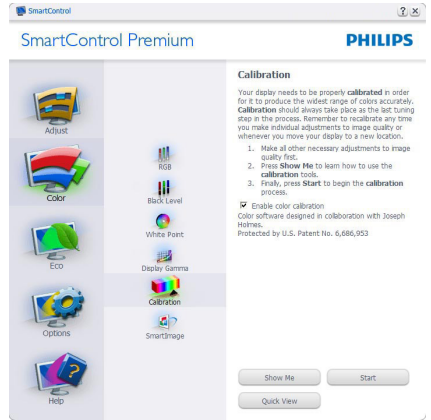 SmartControl
? x
SmartControl Premium
PHILIPS
Adjust
Color
Eco
Options
Help
RGB
Black Level
White Point
Display Gamma
Calibration
SmartImage
Calibration
Your display needs to be properly calibrated in order
for it to produce the widest range of colors accurately.
Calibration should always take place as the last tuning
step in the process. Remember to recalibrate any time
you make individual adjustments to image quality or
whenever you move your display to a new location.
1. Make all other necessary adjustments to image
quality first.
2. Press Show Me to learn how to use the
calibration tools.
3. Finally, press Start to begin the calibration
process.
Enable color calibration
Color software designed in collaboration with Joseph
Holmes.
Protected by U.S. Patent No. 6,686,953
Show Me
Start
Quick View